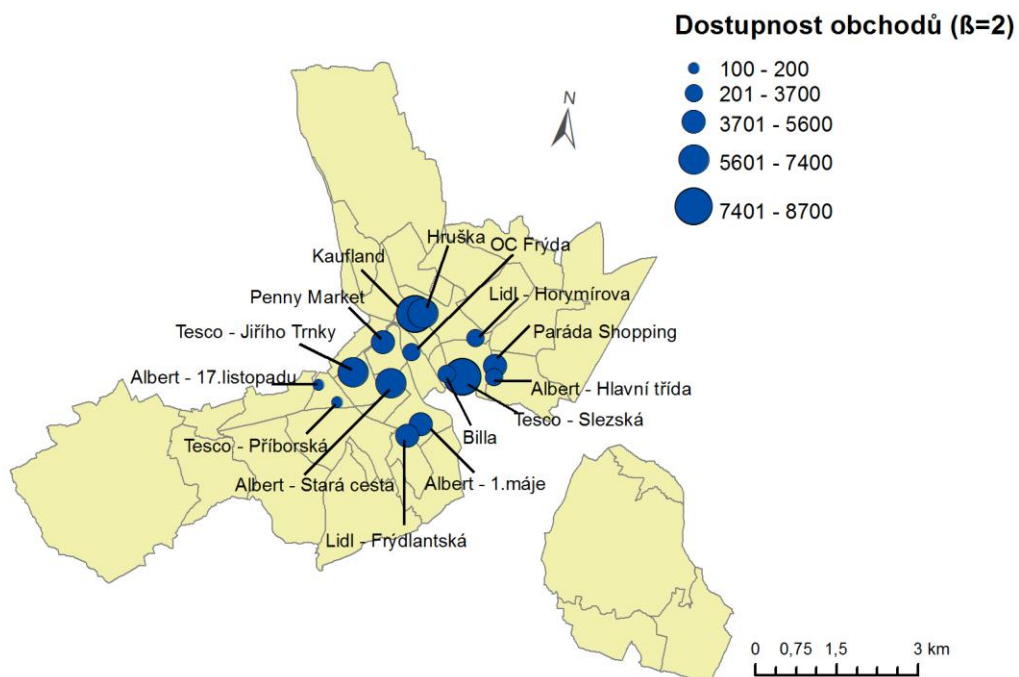 Dostupnost obchodů (ß=2)
100 - 200
201 - 3700
3701 - 5600
5601 - 7400
7401 - 8700
N
Hruška
OC Frýda
Kaufland
Lidl - Horymírova
Penny Market
Paráda Shopping
Tesco - Jiřího Trnky
Albert - 17.listopadu
Albert - Hlavní třída
Tesco - Slezská
Billa
Tesco - Příborská
Albert - Stará cesta
Albert - 1.máje
Lidl - Frýdlantská
0 0,75 1,5 3 km